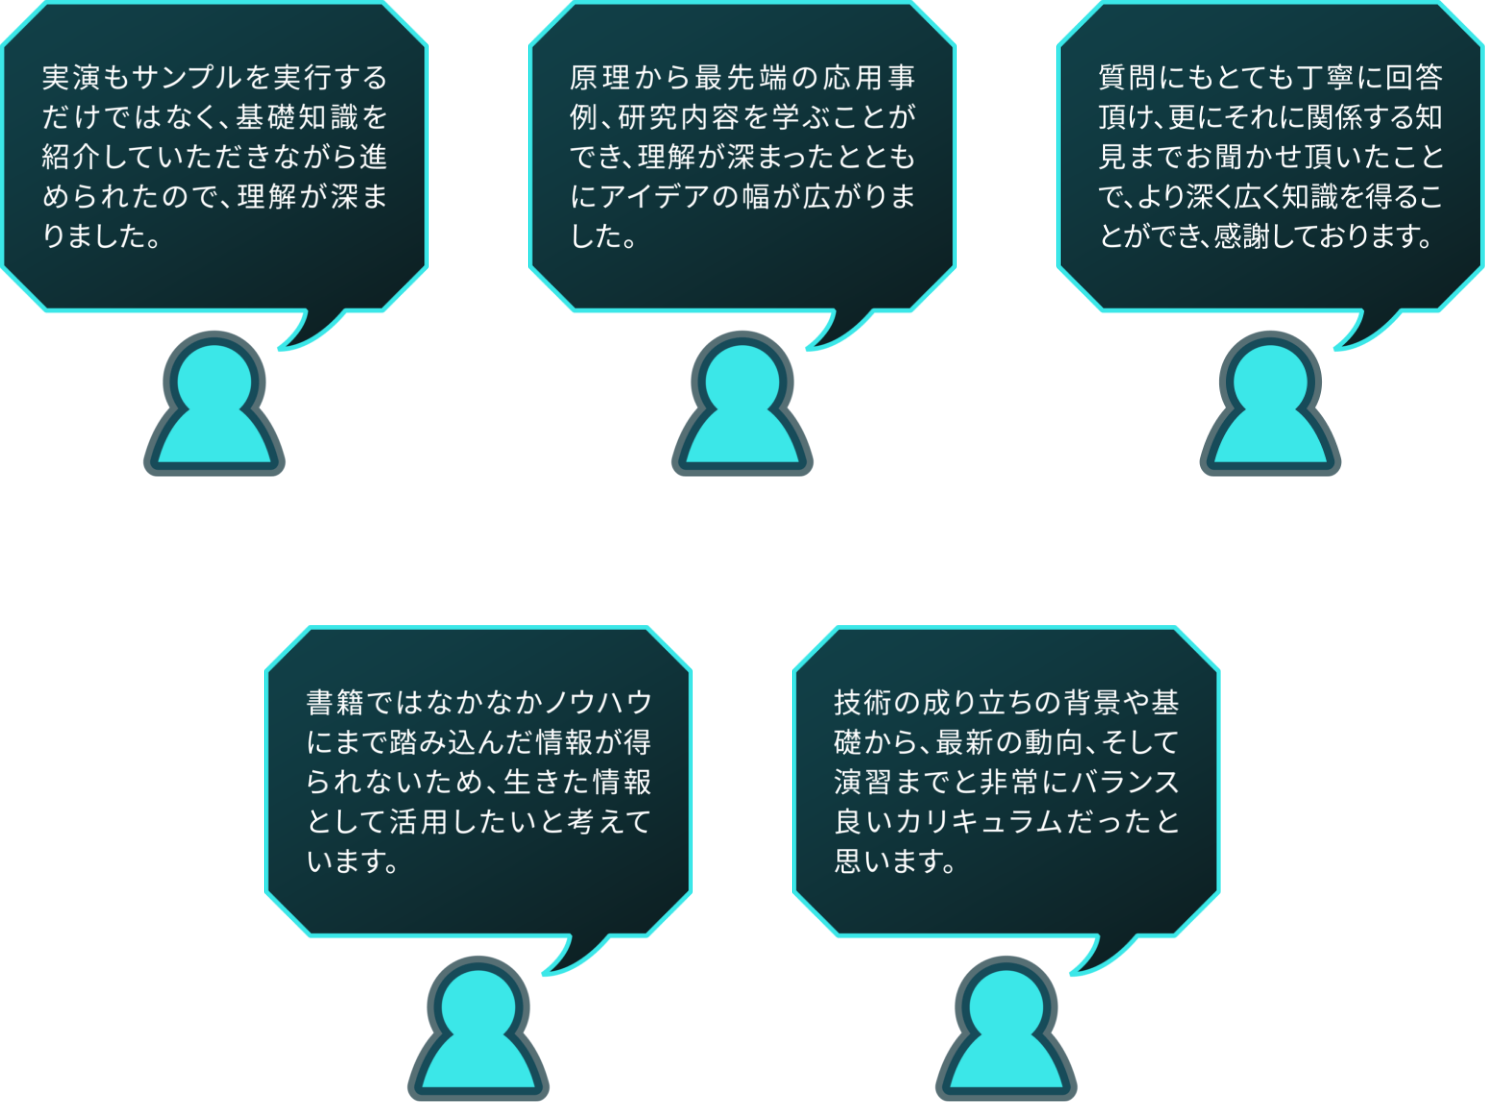 実演もサンプルを実行する
だけではなく、基礎知識を
紹介していただきながら進
められたので、理解が深ま
りました。
原理から最先端の応用事
例、研究内容を学ぶことが
でき、理解が深まったととも
にアイデアの幅が広がりま
した。
質問にもとても丁寧に回答
頂け、更にそれに関係する知
見までお聞かせ頂いたこと
で、より深く広く知識を得るこ
とができ、感謝しております。
書籍ではなかなかノウハウ
にまで踏み込んだ情報が得
られないため、生きた情報
として活用したいと考えて
います。
技術の成り立ちの背景や基
礎から、最新の動向、そして
演習までと非常にバランス
良いカリキュラムだったと
思います。